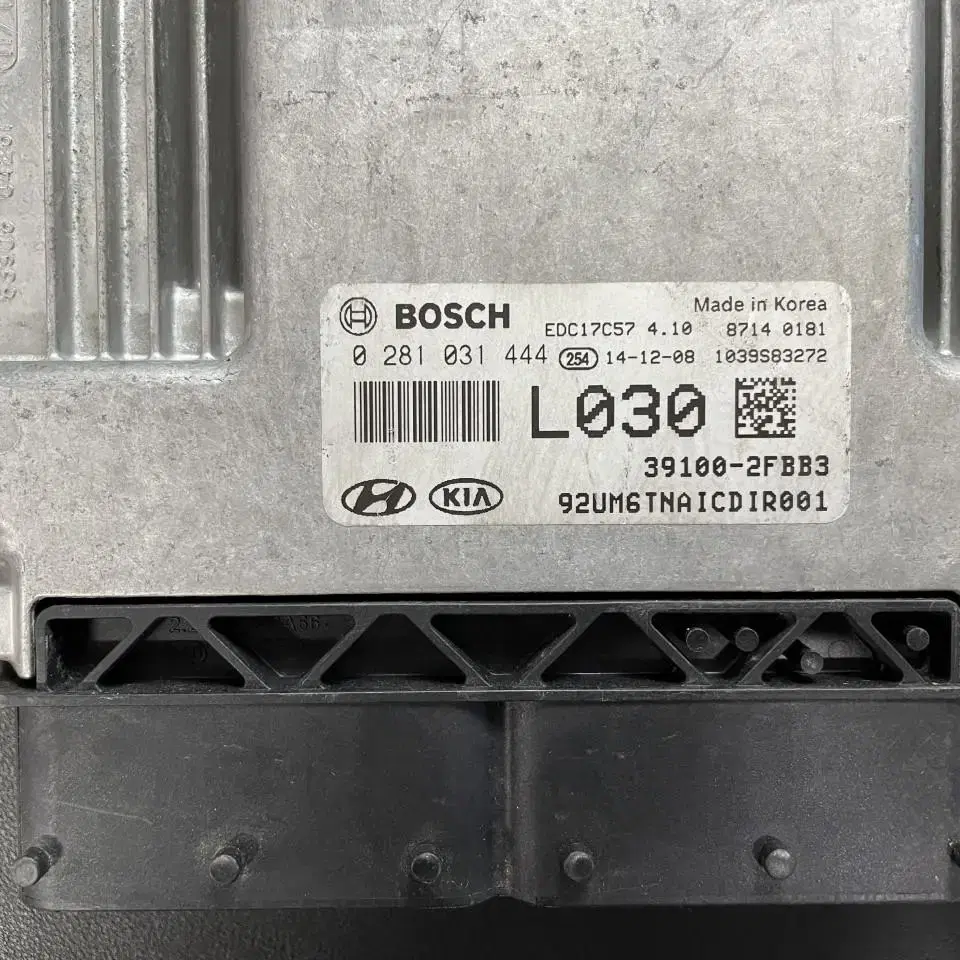 BOSCH
Made in Korea
EDC17C57 4.10 8714 0181
0 281 031 444 254 14-12-08 1039S83272
L030
39100-2FBB3
KIA
92UM6TNAICDIR001